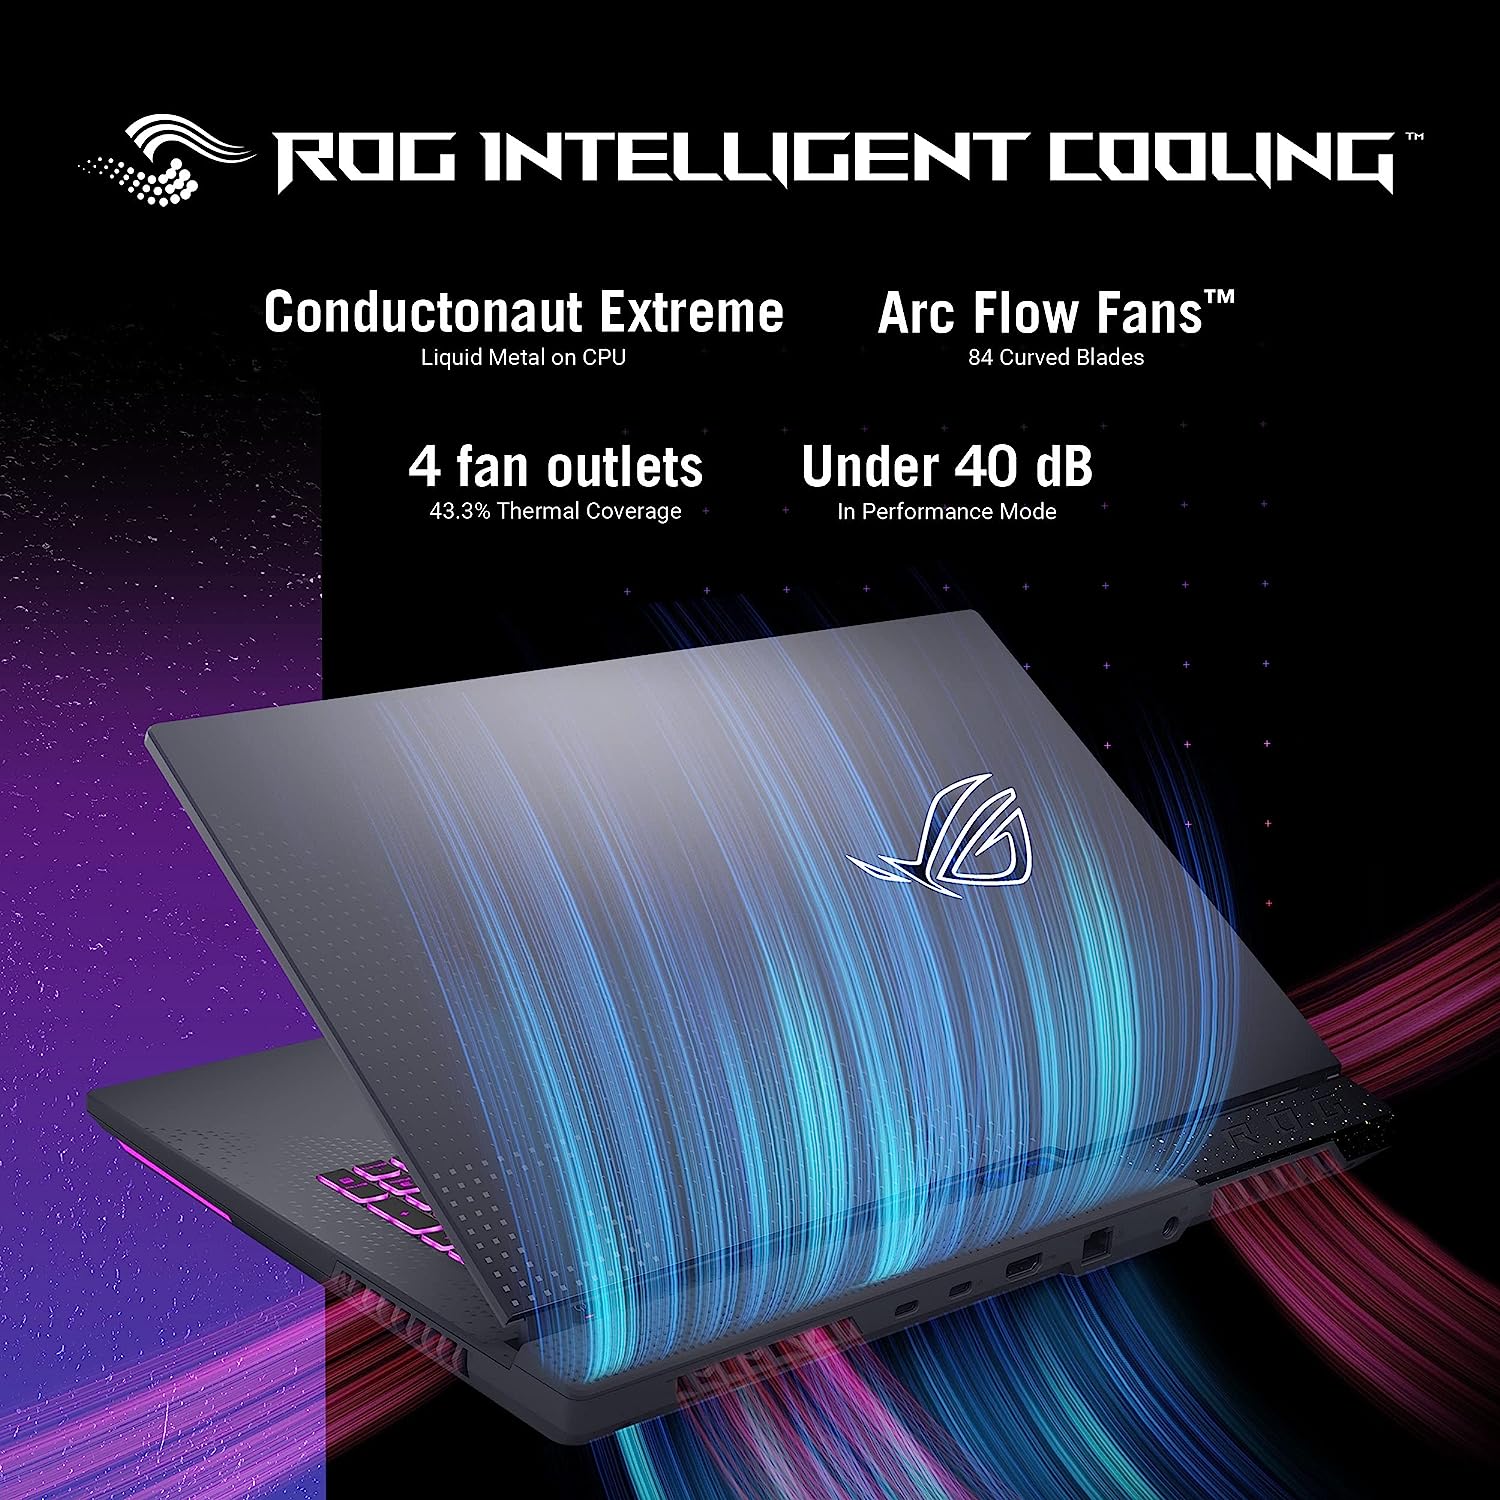 ROG INTELLIGENT COOLING™
Conductonaut Extreme
Liquid Metal on CPU
Arc Flow Fans™
84 Curved Blades
4 fan outlets
43.3% Thermal Coverage
Under 40 dB
In Performance Mode
ROG